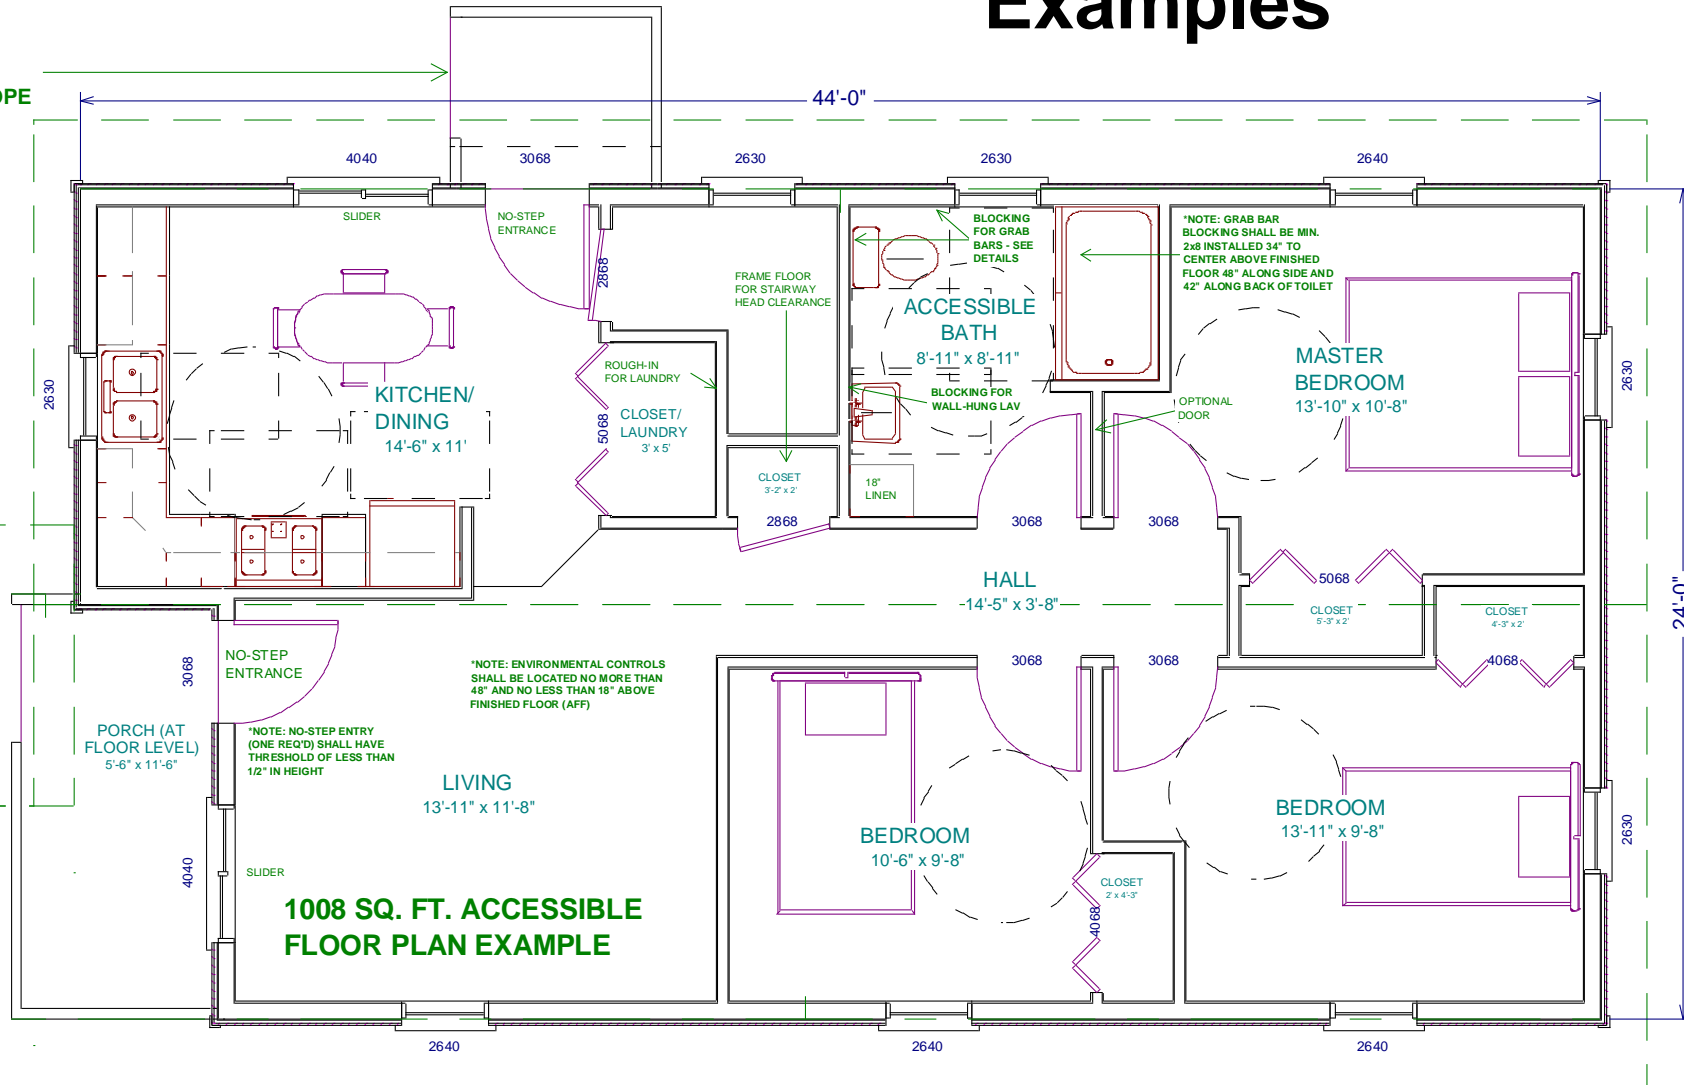 Examples
OPE
44'-0"
4040
3068
2630
2630
2640
SLIDER
NO-STEP
ENTRANCE
2868
FRAME FLOOR
FOR STAIRWAY
HEAD CLEARANCE
BLOCKING
FOR GRAB
BARS - SEE
DETAILS
*NOTE: GRAB BAR
BLOCKING SHALL BE MIN.
2x8 INSTALLED 34" TO
CENTER ABOVE FINISHED
FLOOR 48" ALONG SIDE AND
42" ALONG BACK OF TOILET
ACCESSIBLE
BATH
8'-11" x 8'-11"
BLOCKING FOR
WALL-HUNG LAV
MASTER
BEDROOM
13'-10" x 10'-8"
OPTIONAL
DOOR
2630
2630
KITCHEN/
DINING
14'-6" x 11'
ROUGH-IN
FOR LAUNDRY
CLOSET/
LAUNDRY
3' x 5'
5068
CLOSET
3'-2" x 2'
2868
18"
LINEN
3068
3068
HALL
14'-5" x 3'-8"
5068
CLOSET
5'-3" x 2'
CLOSET
4'-3" x 2'
4068
24'-0"
3068
3068
3068
NO-STEP
ENTRANCE
*NOTE: ENVIRONMENTAL CONTROLS
SHALL BE LOCATED NO MORE THAN
48" AND NO LESS THAN 18" ABOVE
FINISHED FLOOR (AFF)
PORCH (AT
FLOOR LEVEL)
5'-6" x 11'-6"
*NOTE: NO-STEP ENTRY
(ONE REQ'D) SHALL HAVE
THRESHOLD OF LESS THAN
1/2" IN HEIGHT
LIVING
13'-11" x 11'-8"
BEDROOM
10'-6" x 9'-8"
BEDROOM
13'-11" x 9'-8"
2630
4040
SLIDER
CLOSET
2' x 4'-3"
4068
1008 SQ. FT. ACCESSIBLE
FLOOR PLAN EXAMPLE
2640
2640
2640